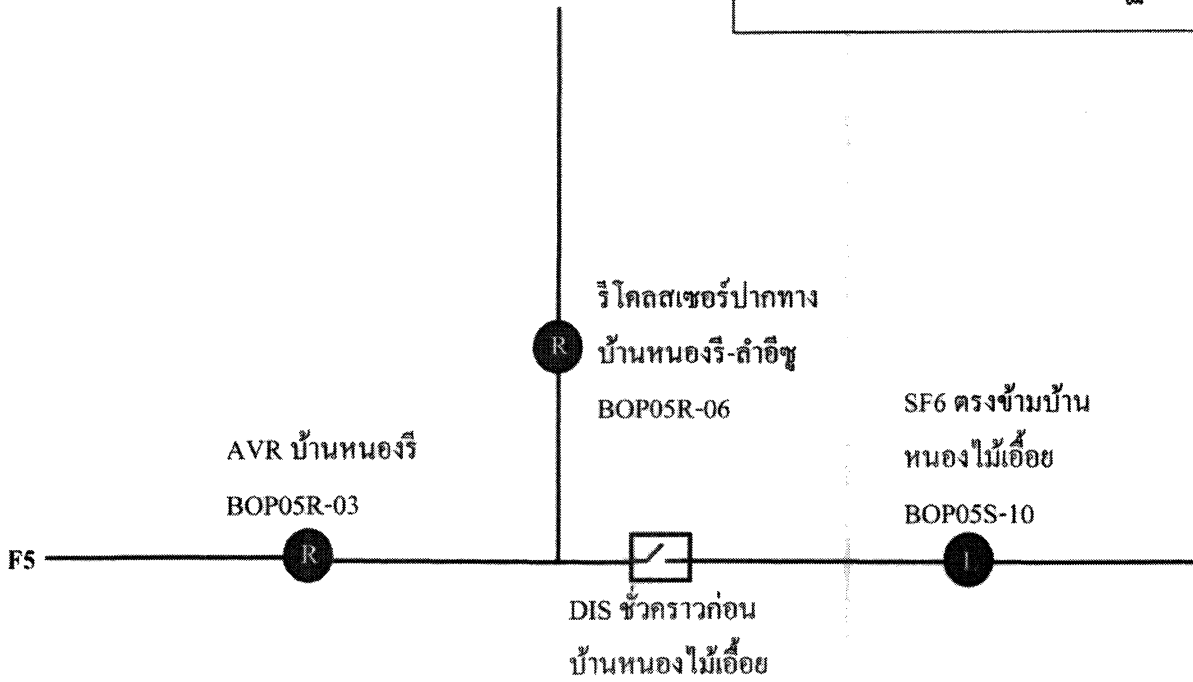 รีโคลสเซอร์ปากทาง
บ้านหนองรี-ลำอีซู
BOP05R-06
R
SF6 ตรงข้ามบ้าน
หนองไม้เอื้อย
BOP05S-10
AVR บ้านหนองรี
BOP05R-03
F5
R
I
DIS ชั่วคราวก่อน
บ้านหนองไม้เอื้อย